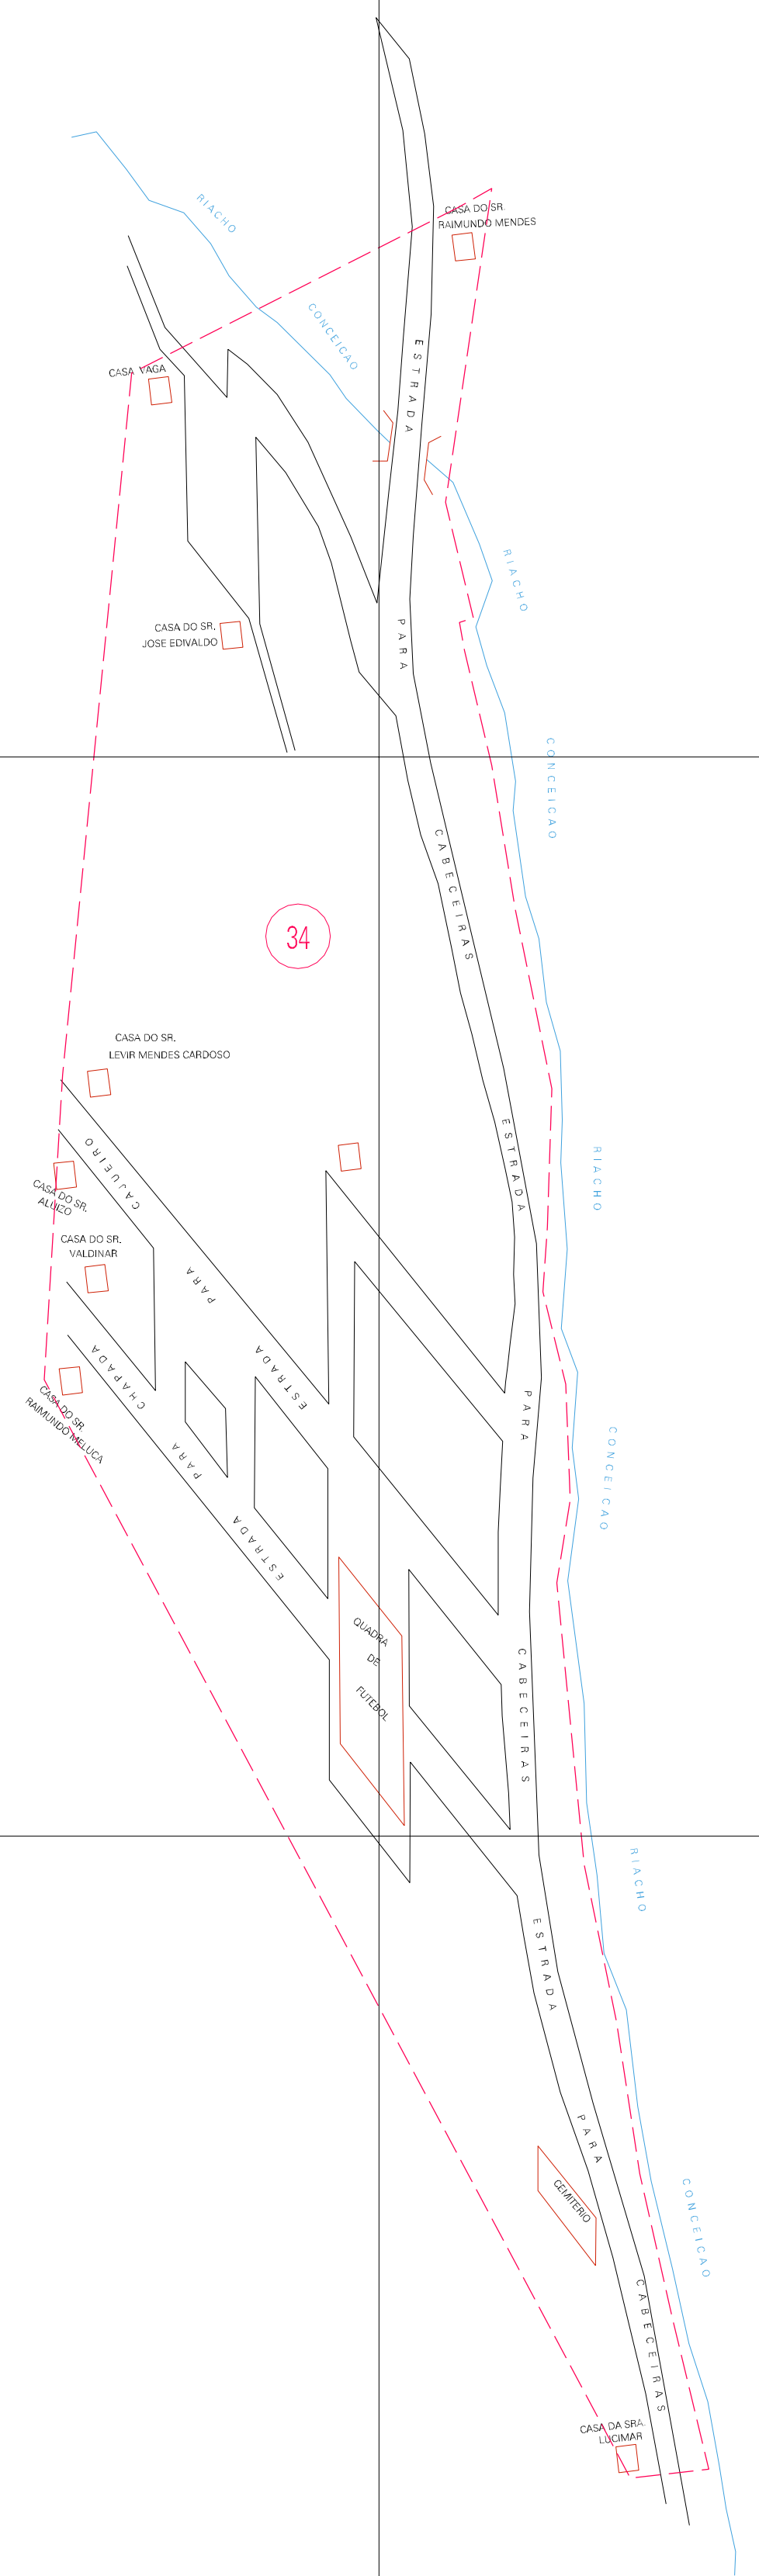 RIACHO
CASA DO SR.
RAIMUNDO MENDES
CONCEICAO
ESTRADA
CASA VAGA
RIACHO
PARA
CASA DO SR.
JOSE EDIVALDO
CONCEICAO
CABECEIRAS
34
CASA DO SR.
LEVIR MENDES CARDOSO
CAJUEIRO
ESTRADA
RIACHO
CASA DO SR.
ALUIZO
CASA DO SR.
VALDINAR
PARA
ESTRADA
CHAPADA
PARA
CASA DO SR.
RAIMUNDO MELUCA
PARA
CONCEICAO
ESTRADA
QUADRA
DE
FUTEBOL
CABECEIRAS
RIACHO
ESTRADA
PARA
CEMITERIO
CONCEICAO
CABECEIRAS
CASA DA SRA.
LUCIMAR